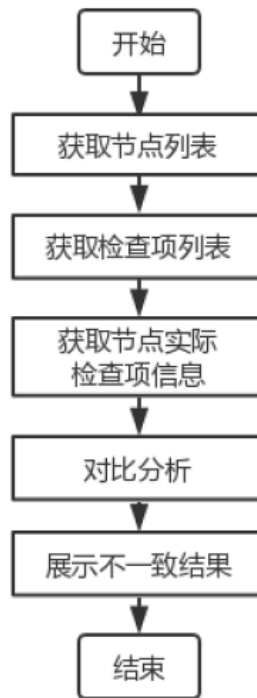 开始
获取节点列表
获取检查项列表
获取节点实际
检查项信息
对比分析
展示不一致结果
结束